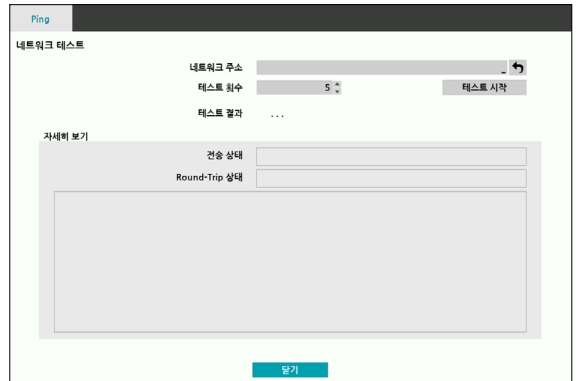 Ping
네트워크 테스트
네트워크 주소 _
테스트 횟수 5 테스트 시작
테스트 결과 ...
자세히 보기
전송 상태
Round-Trip 상태
닫기